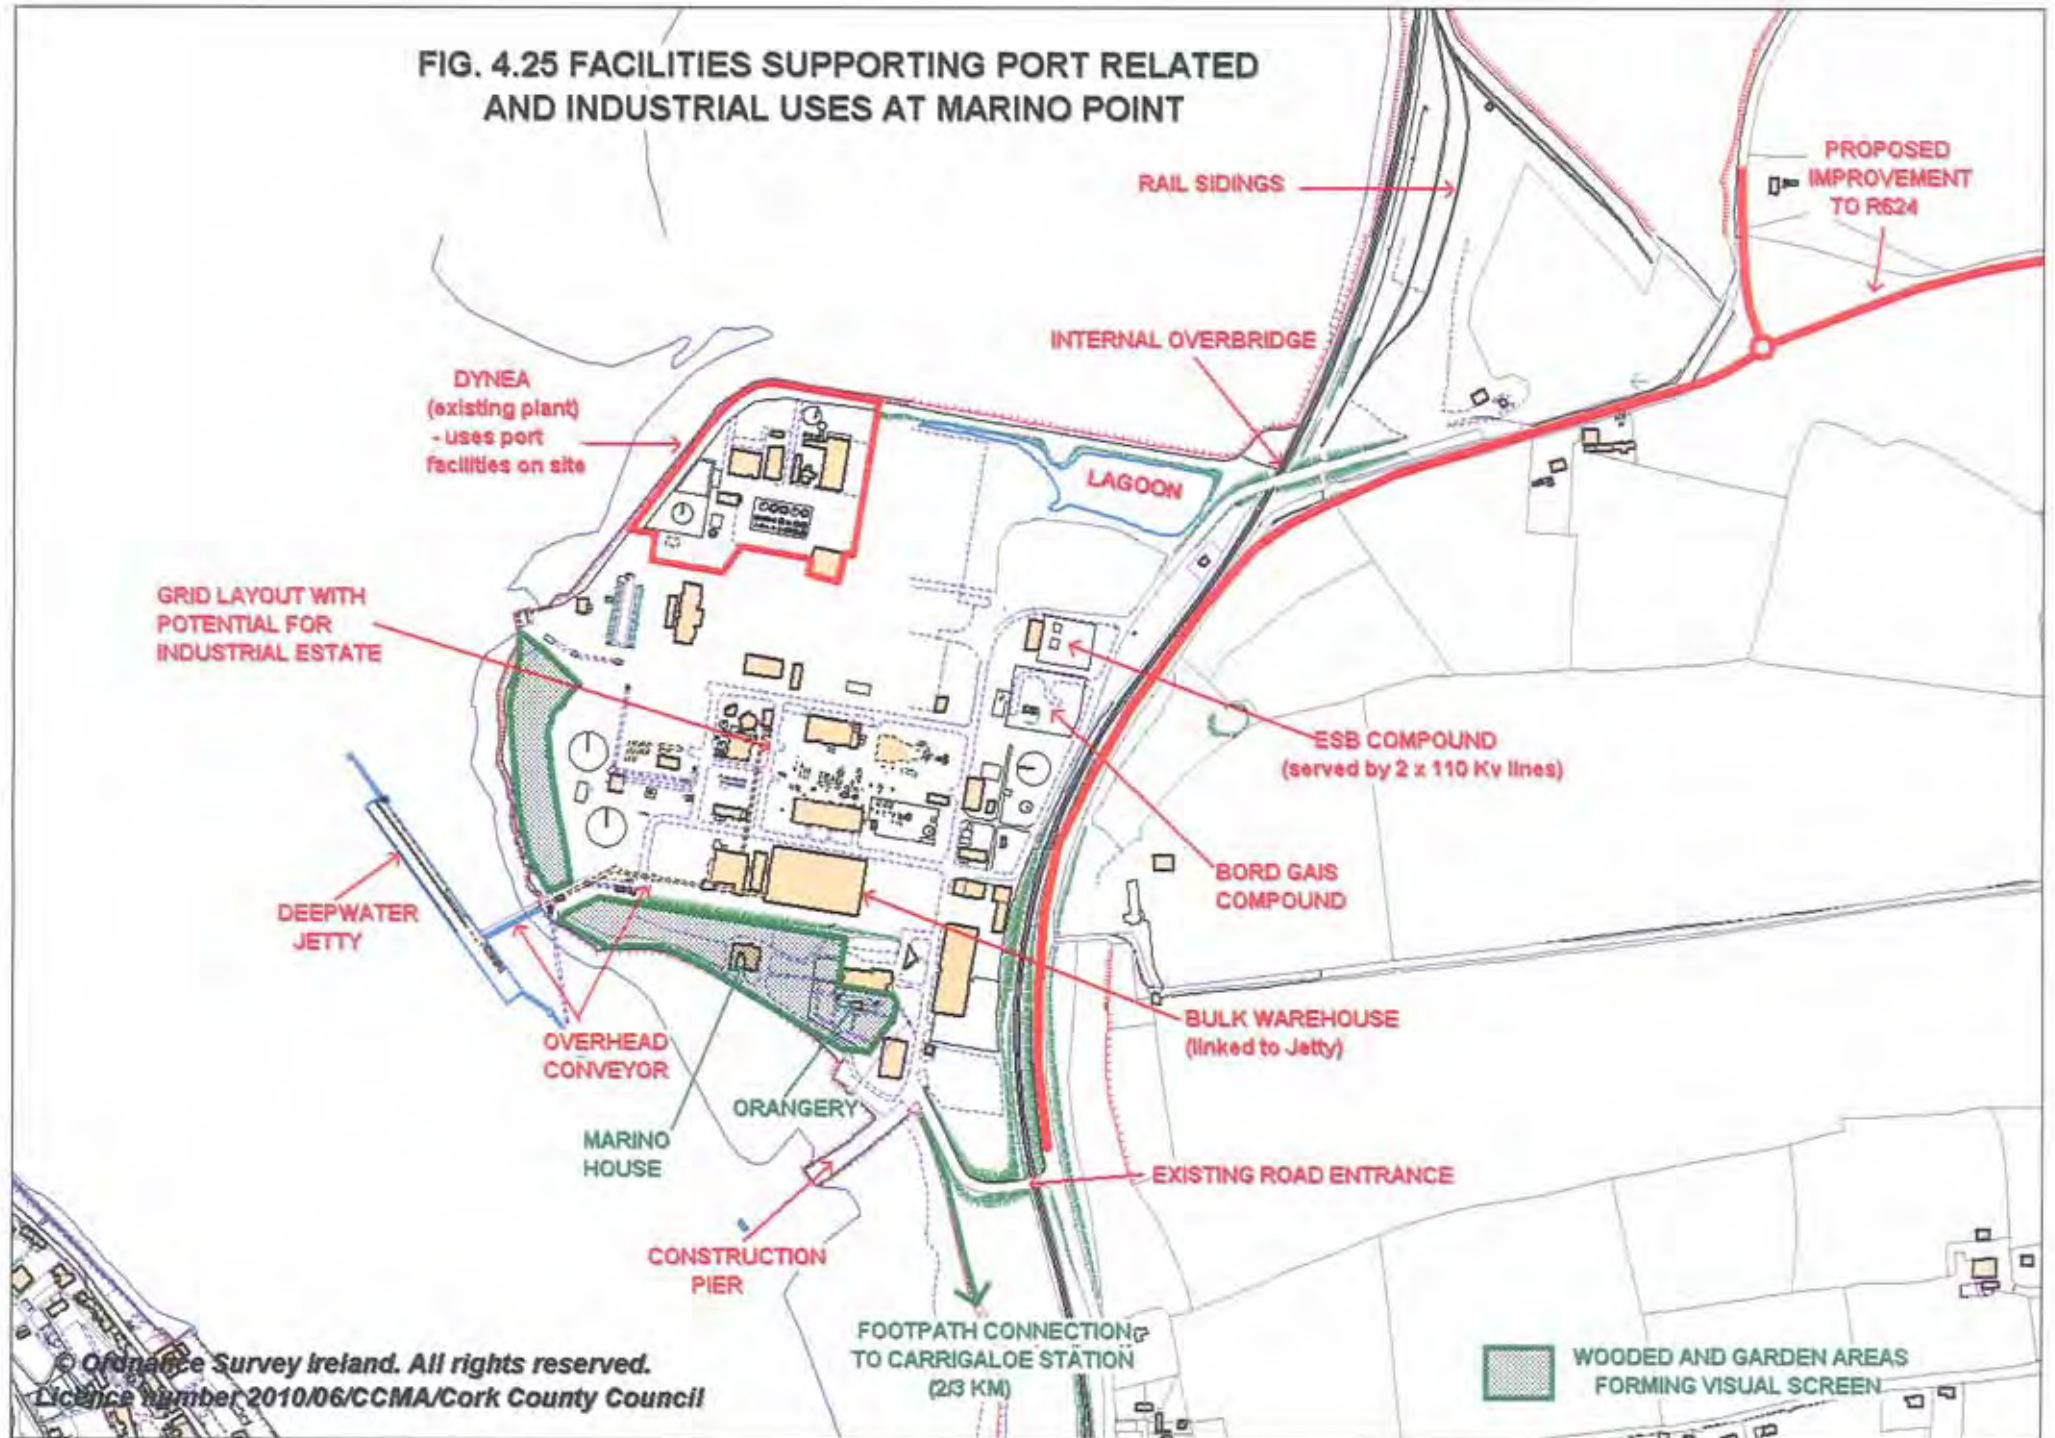 FIG. 4.25 FACILITIES SUPPORTING PORT RELATED
AND INDUSTRIAL USES AT MARINO POINT
RAIL SIDINGS
PROPOSED
IMPROVEMENT
TO R624
INTERNAL OVERBRIDGE
DYNEA
(existing plant)
- uses port
facilities on site
LAGOON
GRID LAYOUT WITH
POTENTIAL FOR
INDUSTRIAL ESTATE
ESB COMPOUND
(served by 2 x 110 Kv lines)
BORD GAIS
COMPOUND
DEEPWATER
JETTY
BULK WAREHOUSE
(linked to Jetty)
OVERHEAD
CONVEYOR
ORANGERY
MARINO
HOUSE
EXISTING ROAD ENTRANCE
CONSTRUCTION
PIER
FOOTPATH CONNECTION
TO CARRIGALOE STATION
(2/3 KM)
WOODED AND GARDEN AREAS
FORMING VISUAL SCREEN
© Ordnance Survey Ireland. All rights reserved.
Licence number 2010/06/CCMA/Cork County Council